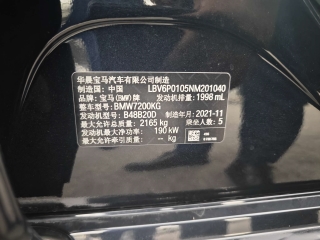 华晨宝马汽车有限公司制造
制造国：中国 LBV6P0105NM201040
品牌：宝马(BMW)牌 发动机排量：1998 mL
整车型号：BMW7200KG
发动机型号：B48B20D 制造年月：2021-11
最大允许总质量：2165 kg 乘坐人数：5
发动机最大净功率：190 kW
最大允许牵引质量：-- kg